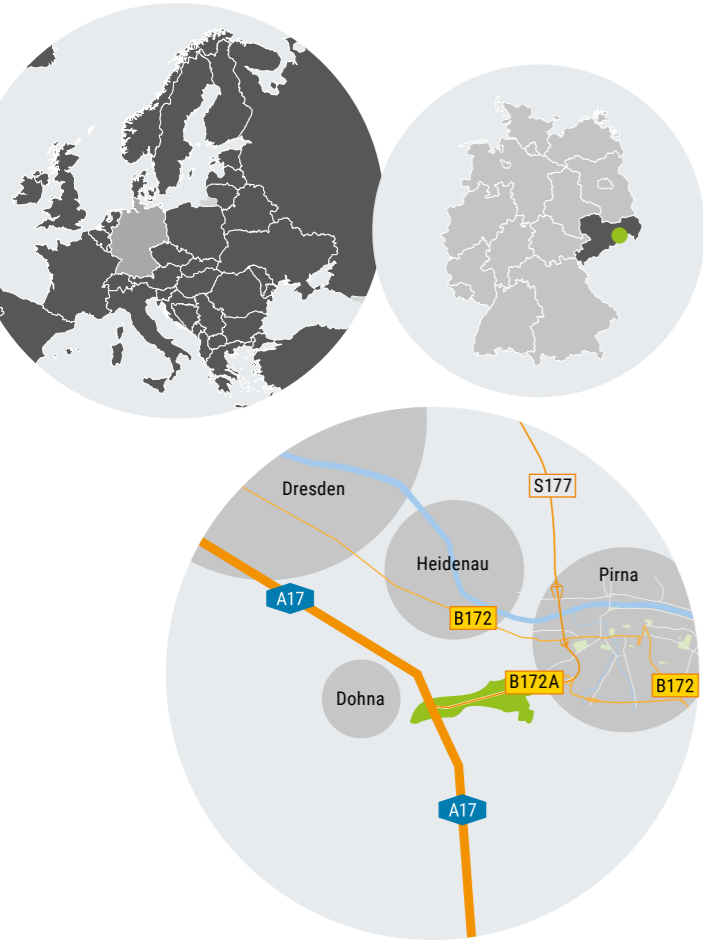 Dresden
S177
Heidenau
Pirna
A17
B172
B172A
B172
Dohna
A17